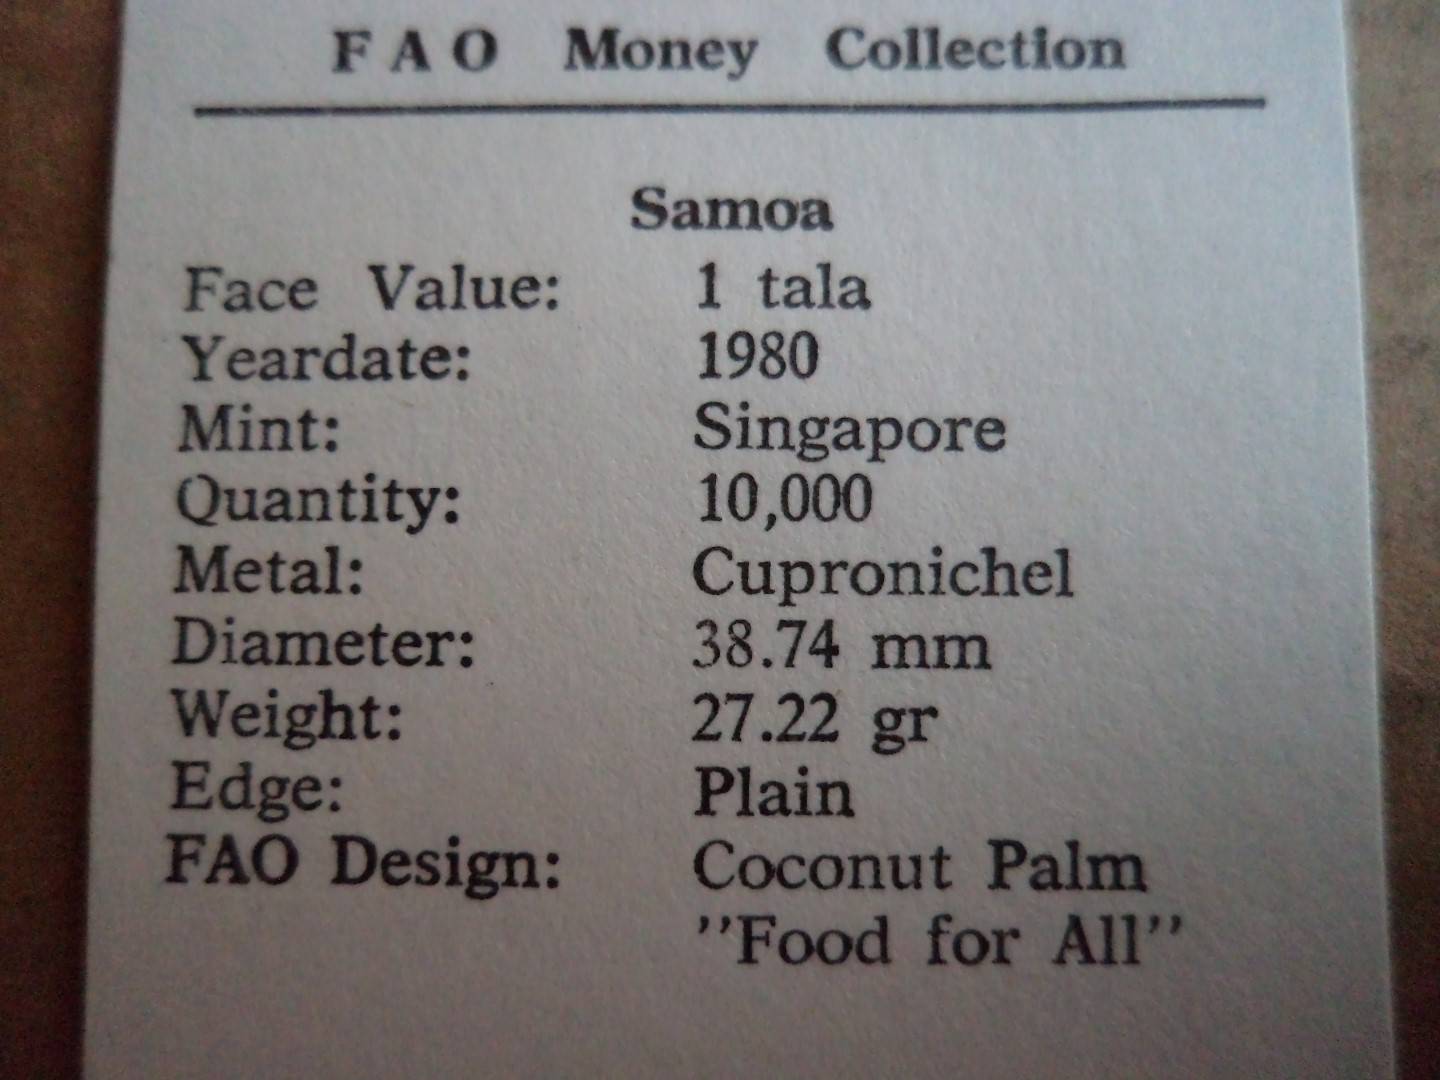 F A O Money Collection
Samoa
Face Value: 1 tala
Yeardate: 1980
Mint: Singapore
Quantity: 10,000
Metal: Cupronichel
Diameter: 38.74 mm
Weight: 27.22 gr
Edge: Plain
FAO Design: Coconut Palm
"Food for All"